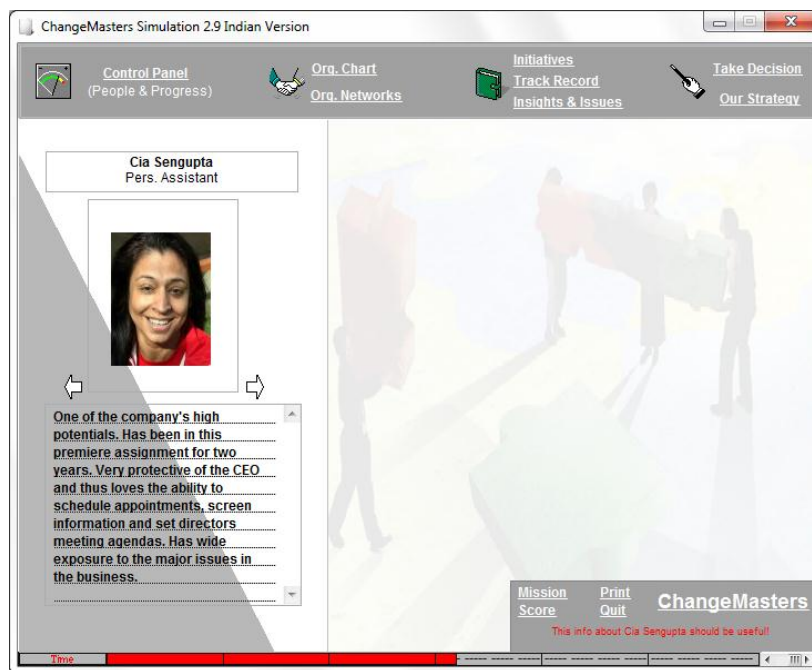 ChangeMasters Simulation 2.9 Indian Version
Control Panel
(People & Progress)
Org. Chart
Org. Networks
Initiatives
Track Record
Insights & Issues
Take Decision
Our Strategy
Cia Sengupta
Pers. Assistant
One of the company's high
potentials. Has been in this
premiere assignment for two
years. Very protective of the CEO
and thus loves the ability to
schedule appointments, screen
information and set directors
meeting agendas. Has wide
exposure to the major issues in
the business.
Mission
Score
Print
Quit
ChangeMasters
This info about Cia Sengupta should be useful!
Time